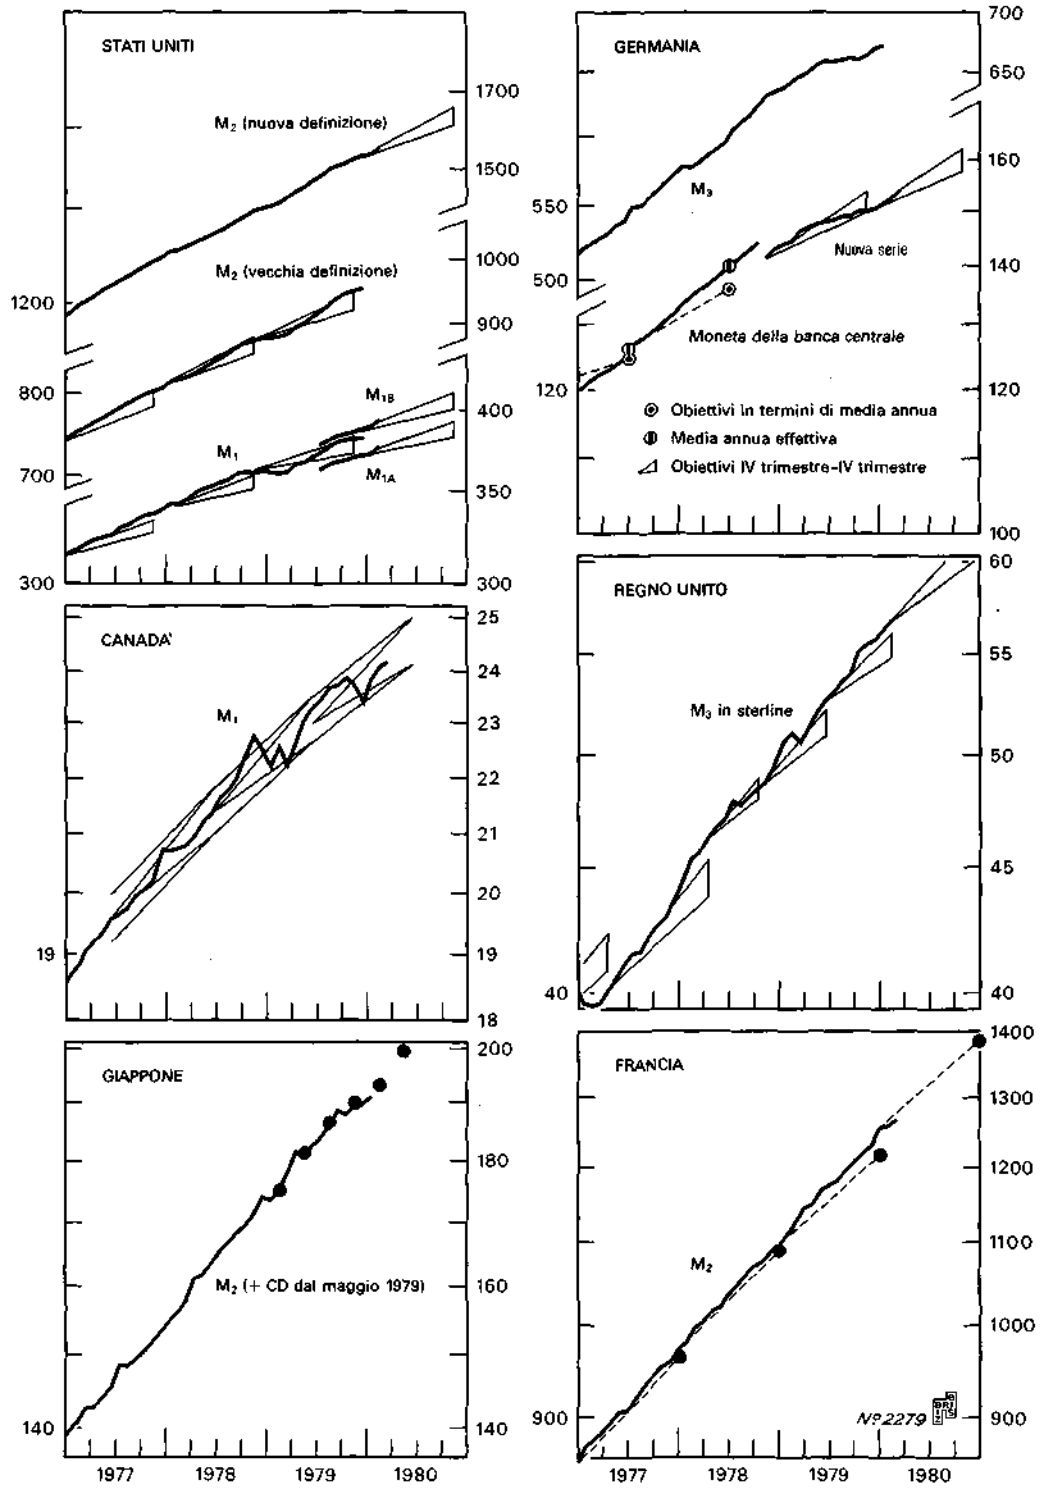 STATI UNITI
M₂ (nuova definizione)
1700
1500
M₂ (vecchia definizione)
1000
1200
900
800
M₁B
400
M₁
700
M₁A
350
300
300
GERMANIA
700
650
160
M₃
550
Nuova serie
140
500
Moneta della banca centrale
120
120
Obiettivi in termini di media annua
Media annua effettiva
Obiettivi IV trimestre-IV trimestre
100
CANADA'
25
24
M₁
23
22
21
20
19
19
18
REGNO UNITO
60
55
M₃ in sterline
50
45
40
40
GIAPPONE
200
180
M₂ (+ CD dal maggio 1979)
160
140
140
1977
1978
1979
1980
FRANCIA
1400
1300
1200
1100
M₂
1000
900
Nº 2279
BRI
900
1977
1978
1979
1980